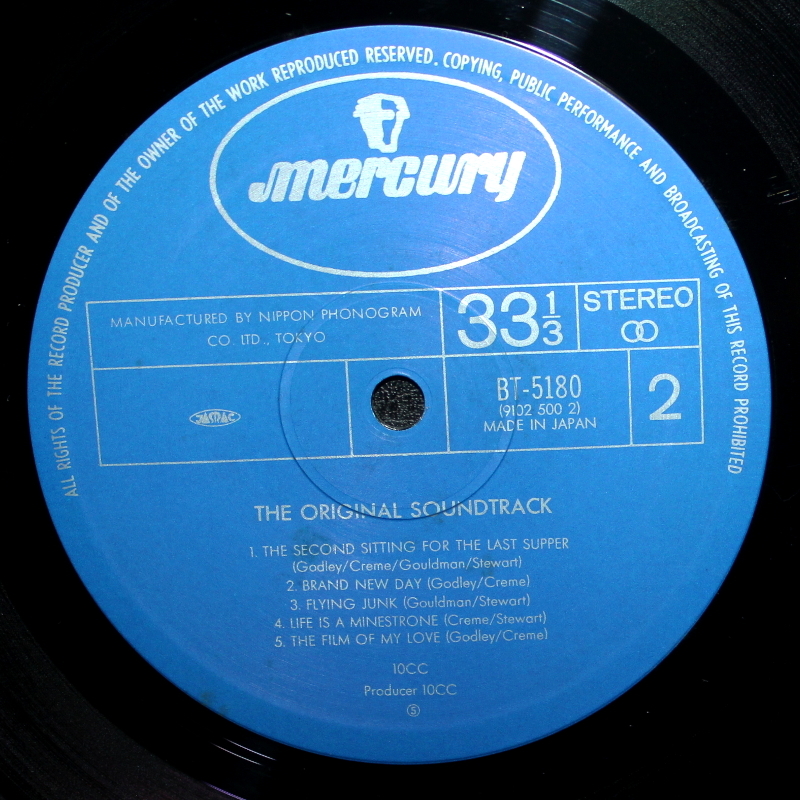 ALL RIGHTS OF THE RECORD PRODUCER AND OF THE OWNER OF THE WORK REPRODUCED RESERVED. COPYING, PUBLIC PERFORMANCE AND BROADCASTING OF THIS RECORD PROHIBITED
mercury
MANUFACTURED BY NIPPON PHONOGRAM
CO. LTD., TOKYO
33 1/3
STEREO
JASRAC
BT-5180
(9102 500 2)
MADE IN JAPAN
2
THE ORIGINAL SOUNDTRACK
1. THE SECOND SITTING FOR THE LAST SUPPER
(Godley/Creme/Gouldman/Stewart)
2. BRAND NEW DAY (Godley/Creme)
3. FLYING JUNK (Gouldman/Stewart)
4. LIFE IS A MINESTRONE (Creme/Stewart)
5. THE FILM OF MY LOVE (Godley/Creme)
10CC
Producer 10CC
Ⓢ